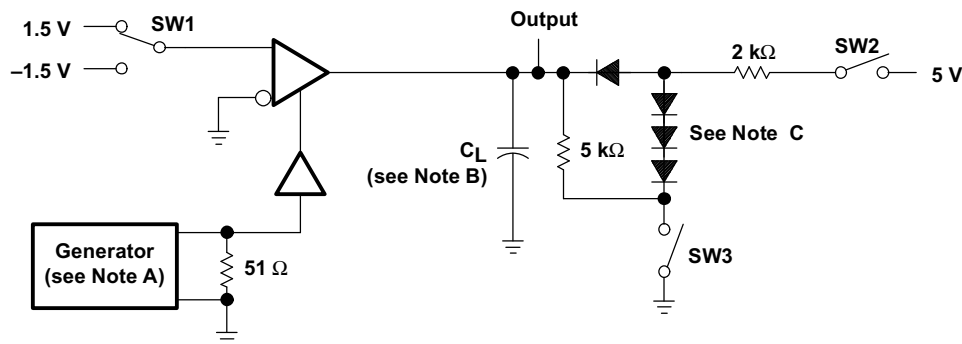 Output
1.5 V
SW1
–1.5 V
2 kΩ
SW2
5 V
See Note C
CL
(see Note B)
5 kΩ
Generator
(see Note A)
51 Ω
SW3